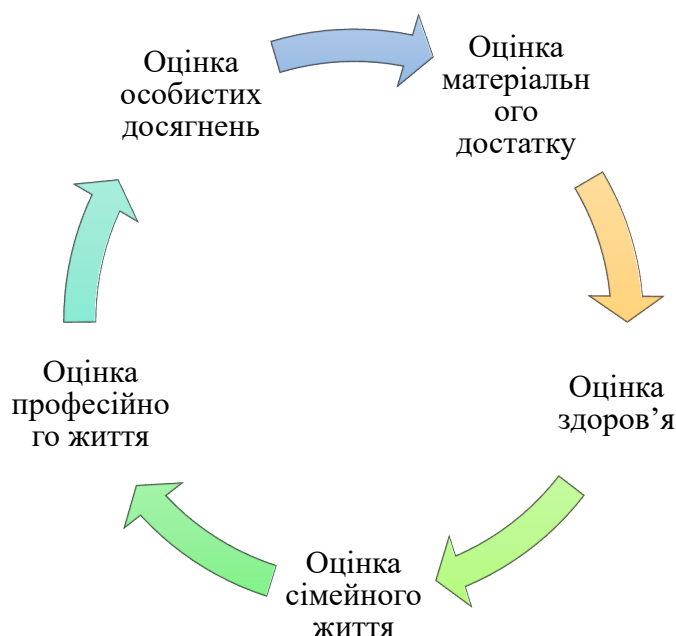 Оцінка
особистих
досягнень
Оцінка
матеріальн
ого
достатку
Оцінка
здоров’я
Оцінка
сімейного
життя
Оцінка
професійно
го життя